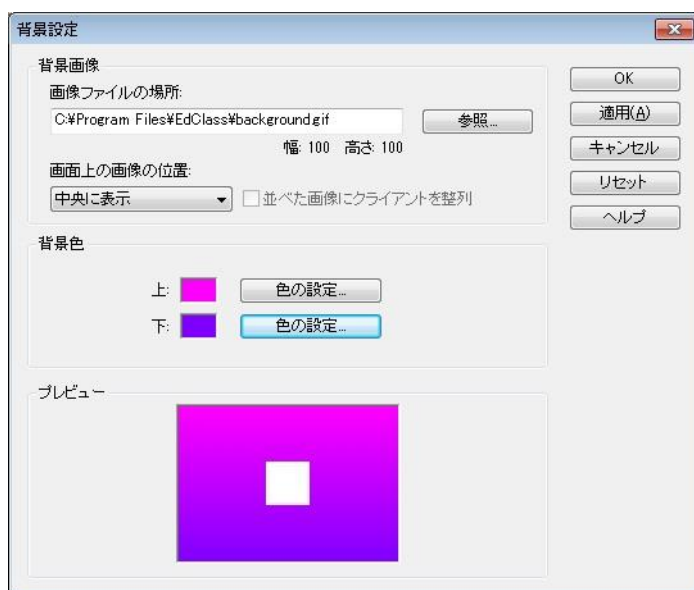 背景設定
背景画像
画像ファイルの場所:
C:¥Program Files¥EdClass¥background.gif
参照...
幅: 100 高さ: 100
画面上の画像の位置:
中央に表示
並べた画像にクライアントを整列
OK
適用(A)
キャンセル
リセット
ヘルプ
背景色
上:
色の設定...
下:
色の設定...
プレビュー